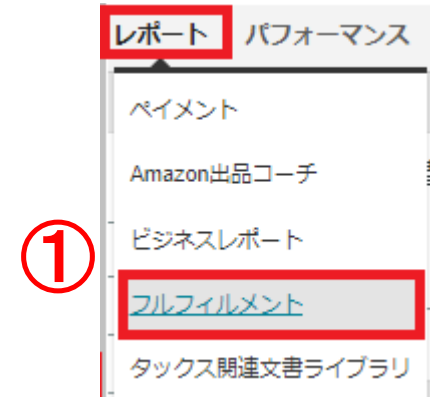 レポート パフォーマンス
ペイメント
Amazon出品コーチ
ビジネスレポート
①
フルフィルメント
タックス関連文書ライブラリ